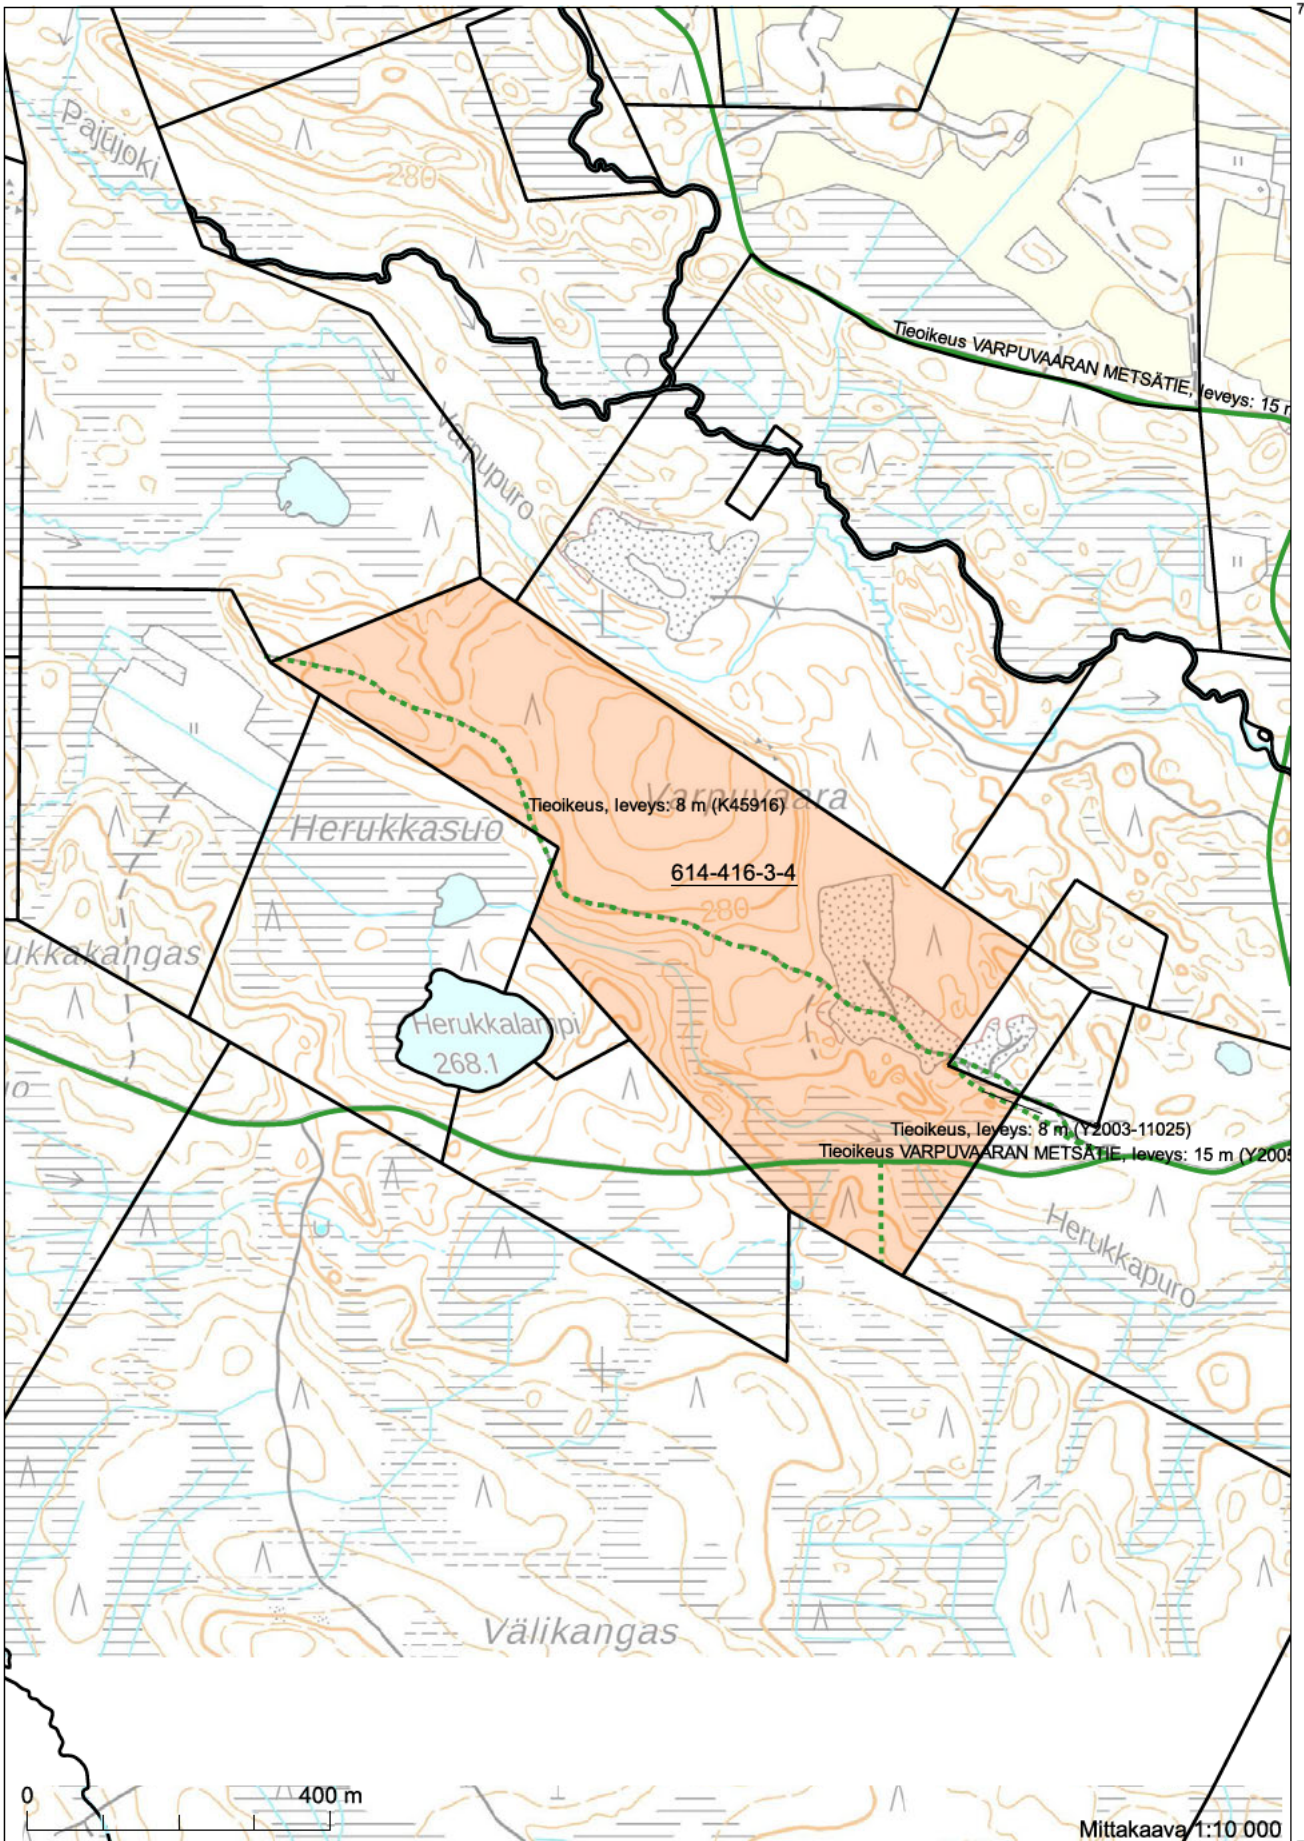 7
Pajujoki
280
Tieoikeus VARPUVAARAN METSÄTIE, leveys: 15 m
Varpupuro
Varpuvaara
Tieoikeus, leveys: 8 m (K45916)
Herukkasuo
614-416-3-4
280
ukkakangas
Herukkalampi
268.1
uo
Tieoikeus, leveys: 8 m (Y2003-11025)
Tieoikeus VARPUVAARAN METSÄTIE, leveys: 15 m (Y2005
Herukkapuro
Välikangas
0 400 m
Mittakaava 1:10 000